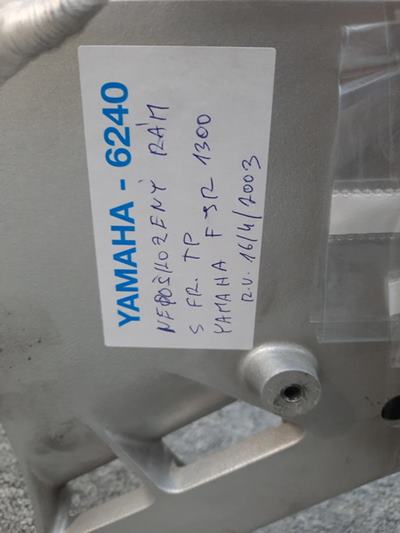 YAMAHA - 6240
NEPOŠKOZENÝ RÁM
S FR. TP
YAMAHA FJR 1300
R.V. 16/4/2003